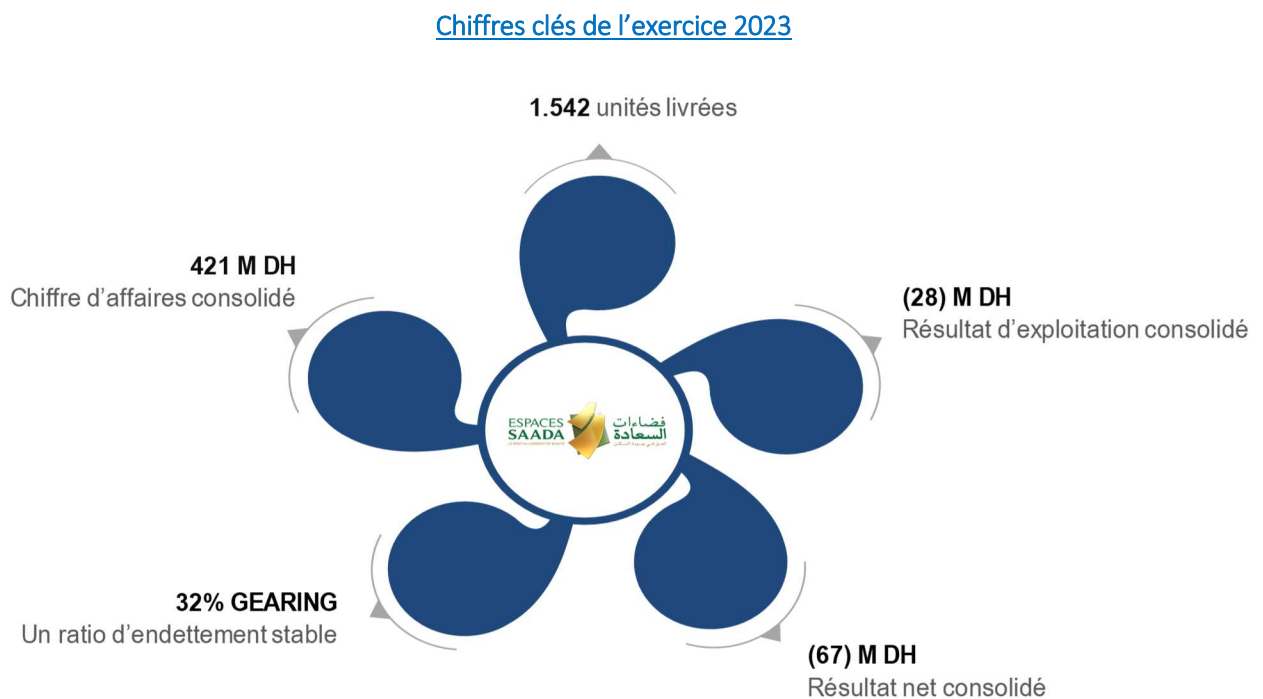 Chiffres clés de l’exercice 2023
1.542 unités livrées
421 M DH
Chiffre d’affaires consolidé
(28) M DH
Résultat d’exploitation consolidé
ESPACES
SAADA
فضاءات
السعادة
32% GEARING
Un ratio d’endettement stable
(67) M DH
Résultat net consolidé